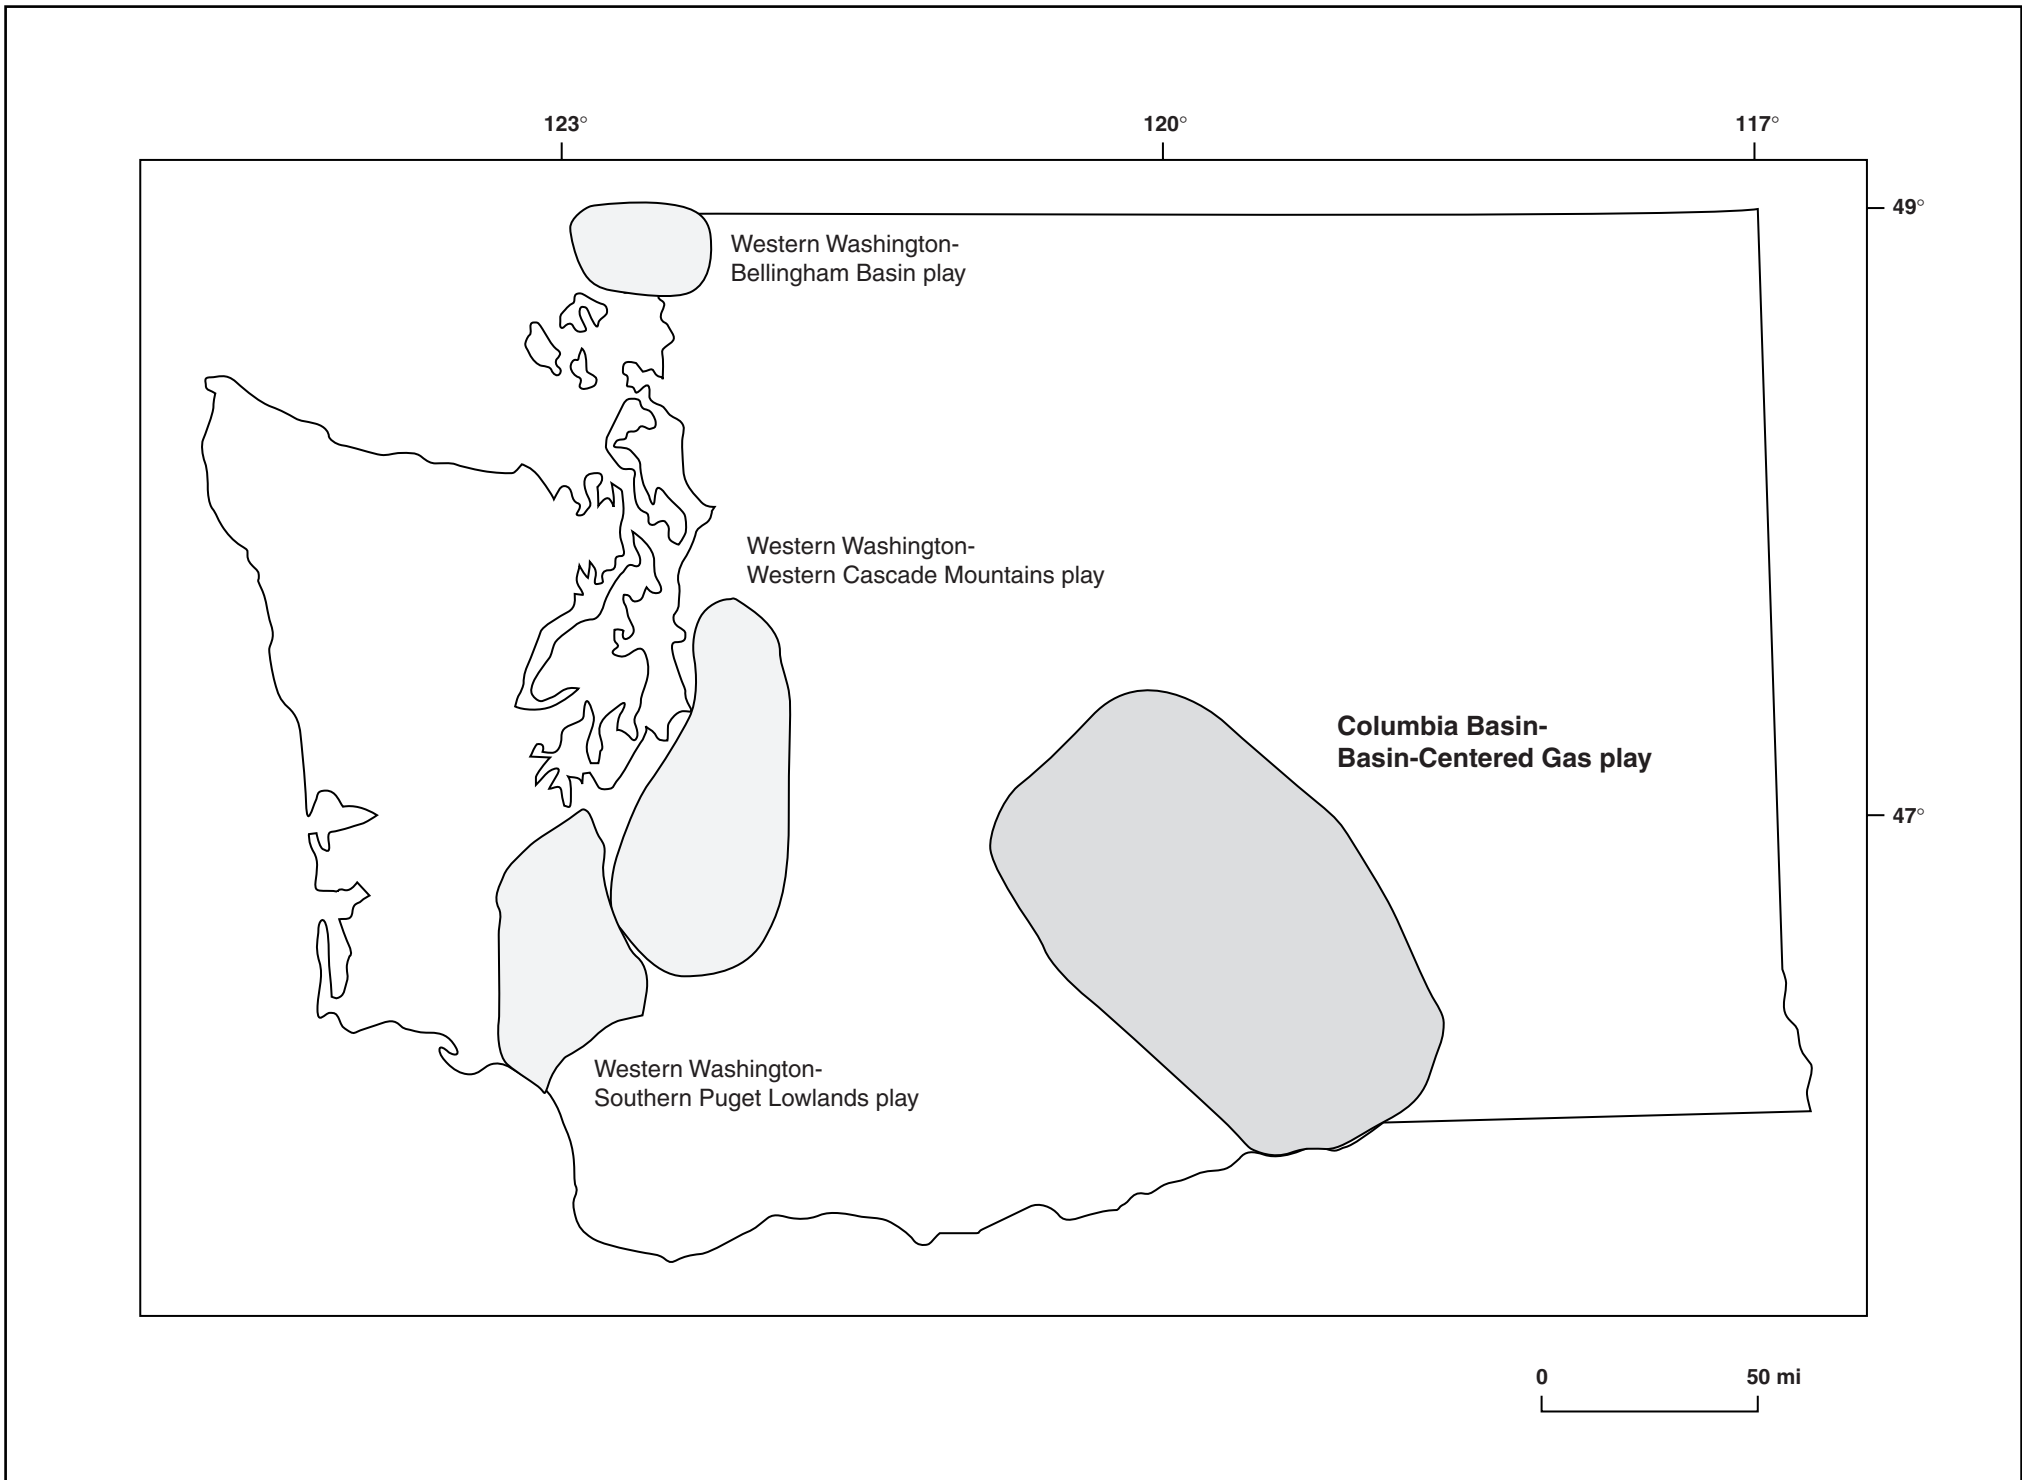 123°
120°
117°
49°
Western Washington-
Bellingham Basin play
Western Washington-
Western Cascade Mountains play
Columbia Basin-
Basin-Centered Gas play
47°
Western Washington-
Southern Puget Lowlands play
0
50 mi